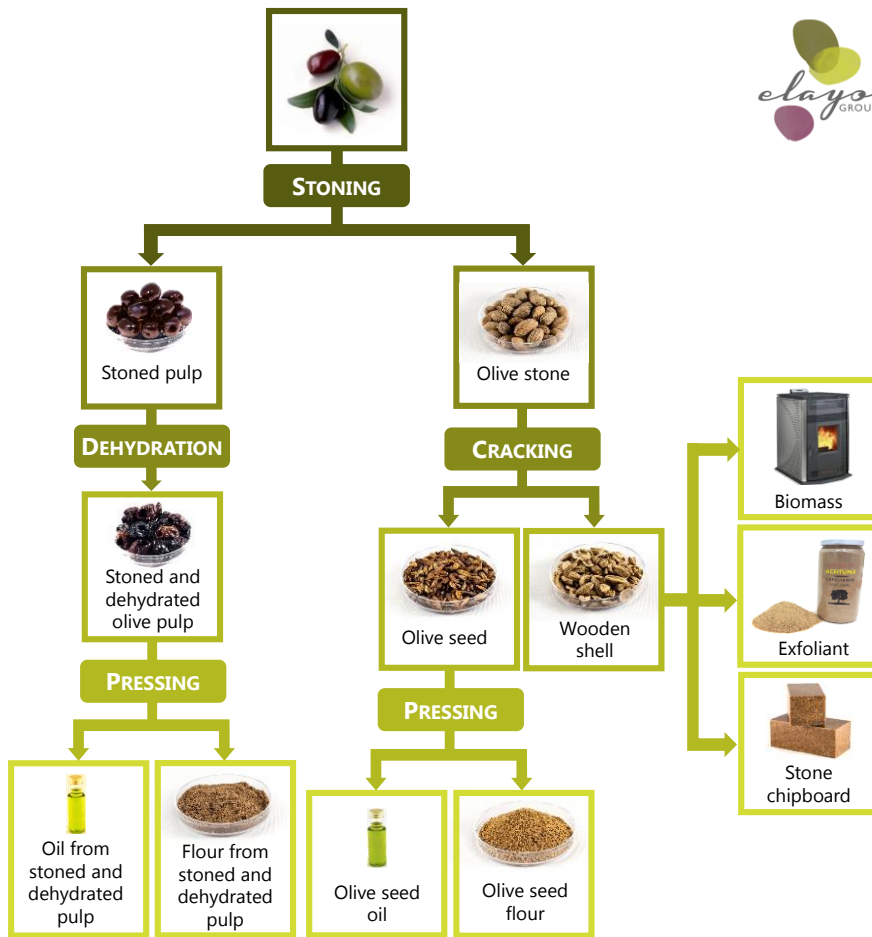 elayo
GROU
STONING
Stoned pulp
Olive stone
DEHYDRATION
CRACKING
Biomass
Stoned and
dehydrated
olive pulp
Olive seed
Wooden
shell
ACEITUNA
Exfoliant
PRESSING
PRESSING
Stone
chipboard
Oil from
stoned and
dehydrated
pulp
Flour from
stoned and
dehydrated
pulp
Olive seed
oil
Olive seed
flour